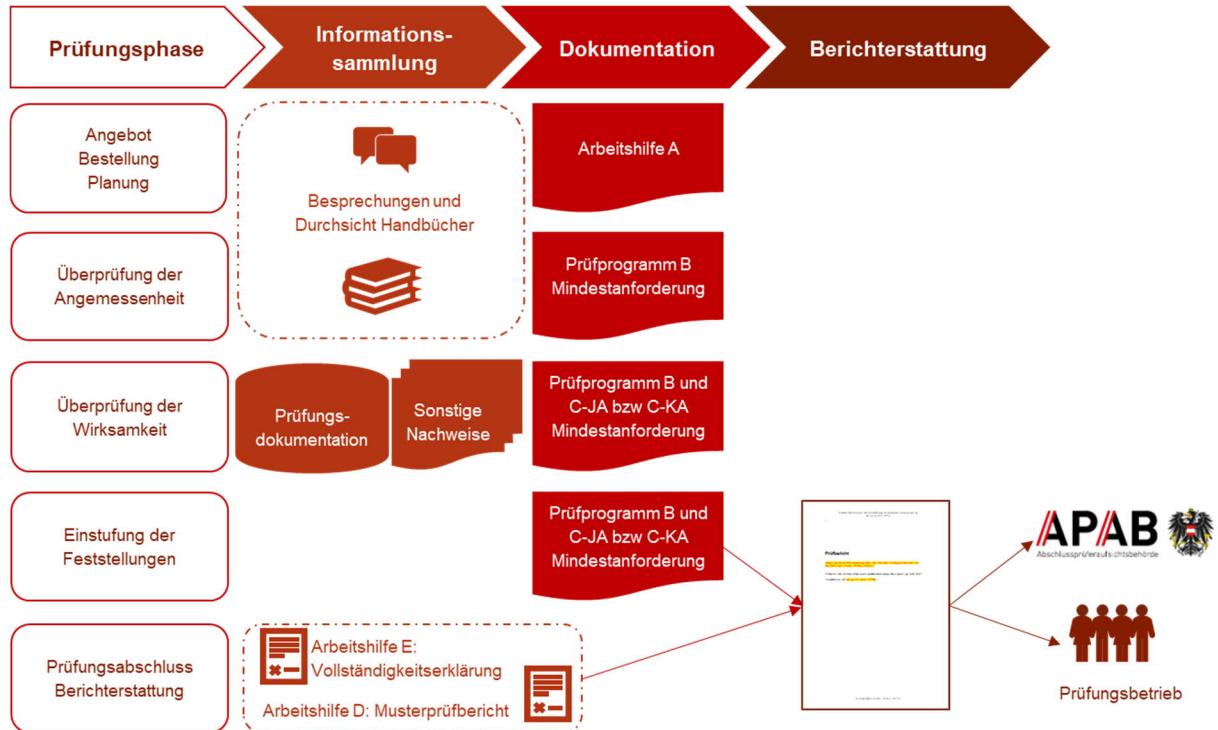 Prüfungsphase
Informations-
sammlung
Dokumentation
Berichterstattung
Angebot
Bestellung
Planung
Besprechungen und
Durchsicht Handbücher
Arbeitshilfe A
Überprüfung der
Angemessenheit
Prüfprogramm B
Mindestanforderung
Überprüfung der
Wirksamkeit
Prüfungs-
dokumentation
Sonstige
Nachweise
Prüfprogramm B und
C-JA bzw C-KA
Mindestanforderung
Einstufung der
Feststellungen
Prüfprogramm B und
C-JA bzw C-KA
Mindestanforderung
Prüfbericht
APAB
Abschlussprüferaufsichtsbehörde
Prüfungsabschluss
Berichterstattung
Arbeitshilfe E:
Vollständigkeitserklärung
Arbeitshilfe D: Musterprüfbericht
Prüfungsbetrieb